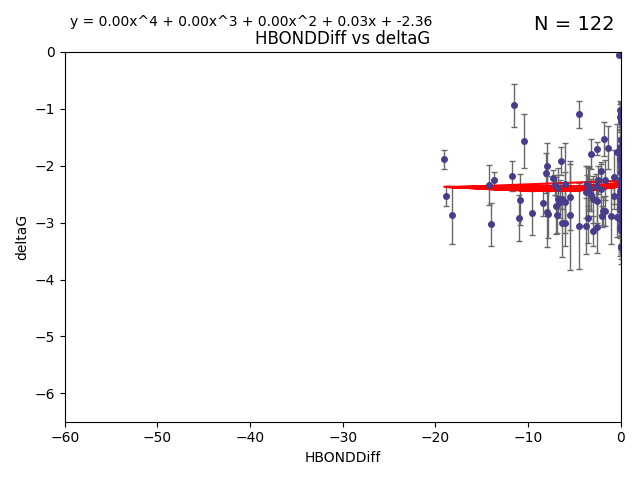 y = 0.00x^4 + 0.00x^3 + 0.00x^2 + 0.03x + -2.36
N = 122
HBONDDiff vs deltaG
0
−1
−2
−3
−4
−5
−6
deltaG
−60
−50
−40
−30
−20
−10
0
HBONDDiff